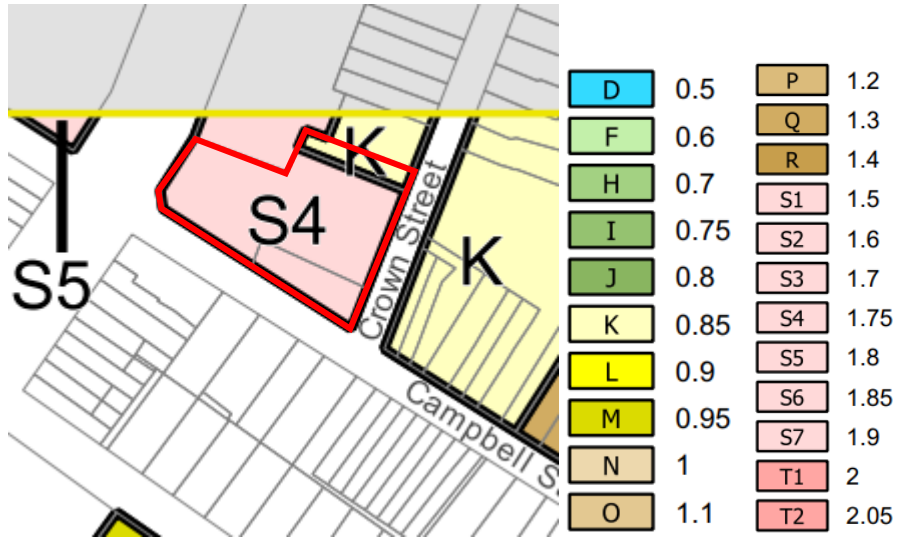 K
S4
K
S5
Crown Street
Campbell S
D 0.5
F 0.6
H 0.7
I 0.75
J 0.8
K 0.85
L 0.9
M 0.95
N 1
O 1.1
P 1.2
Q 1.3
R 1.4
S1 1.5
S2 1.6
S3 1.7
S4 1.75
S5 1.8
S6 1.85
S7 1.9
T1 2
T2 2.05